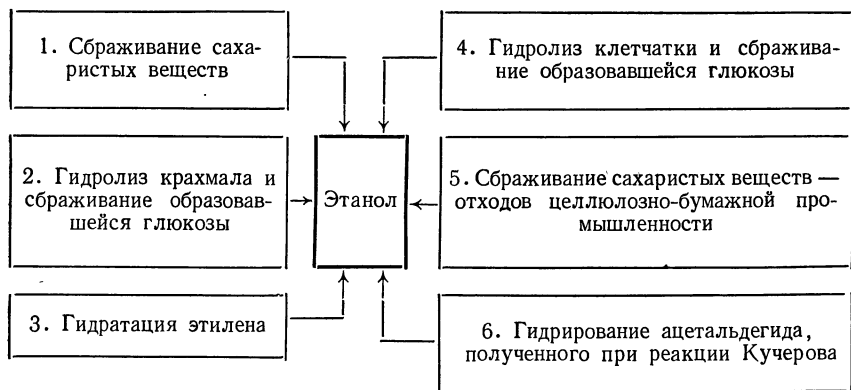 1. Сбраживание саха-
ристых веществ
2. Гидролиз крахмала и
сбраживание образовав-
шейся глюкозы
3. Гидратация этилена
Этанол
4. Гидролиз клетчатки и сбражива-
ние образовавшейся глюкозы
5. Сбраживание сахаристых веществ —
отходов целлюлозно-бумажной про-
мышленности
6. Гидрирование ацетальдегида,
полученного при реакции Кучерова